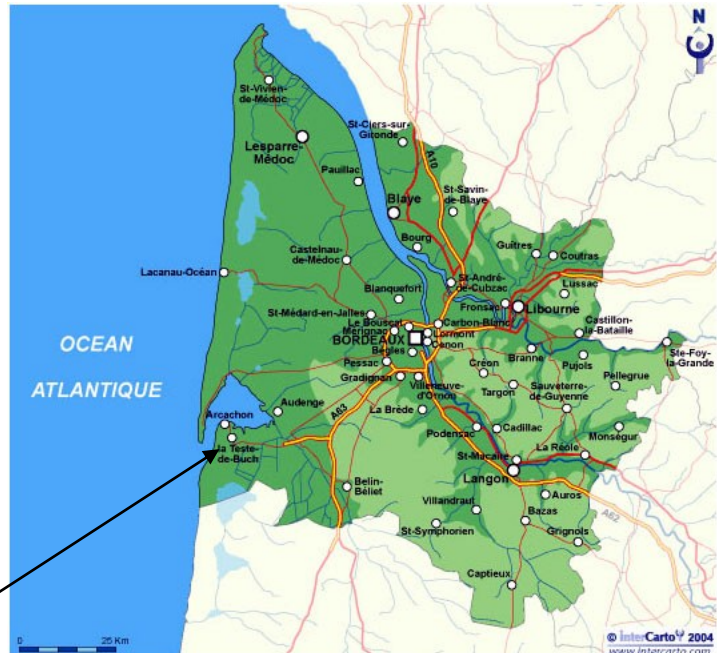 N
St-Vivien-
de-Médoc
St-Ciers-sur-
Gironde
Lesparre-
Médoc
A10
Pauillac
St-Savin-
de-Blaye
Blaye
Bourg
Guîtres
Coutras
Castelnau-
de-Médoc
Lacanau-Océan
St-André-
de-Cubzac
Lussac
Blanquefort
Fronsac
Libourne
St-Médard-en-Jalles
Castillon-
la-Bataille
Le Bouscat
Carbon-Blanc
Mérignac
Lormont
BORDEAUX
Cenon
Ste-Foy-
la-Grande
OCEAN
ATLANTIQUE
Bègles
Branne
Pujols
Pessac
Créon
Pellegrue
Gradignan
Villeneuve-
d'Ornon
Targon
Sauveterre-
de-Guyenne
Audenge
A63
La Brède
Arcachon
Cadillac
Monségur
la Teste-
de-Buch
Podensac
La Réole
St-Macaire
Langon
Belin-
Béliet
Auros
Villandraut
Bazas
A62
St-Symphorien
Grignols
Captieux
0 25 Km
© InterCarto 2004
www.intercarto.com